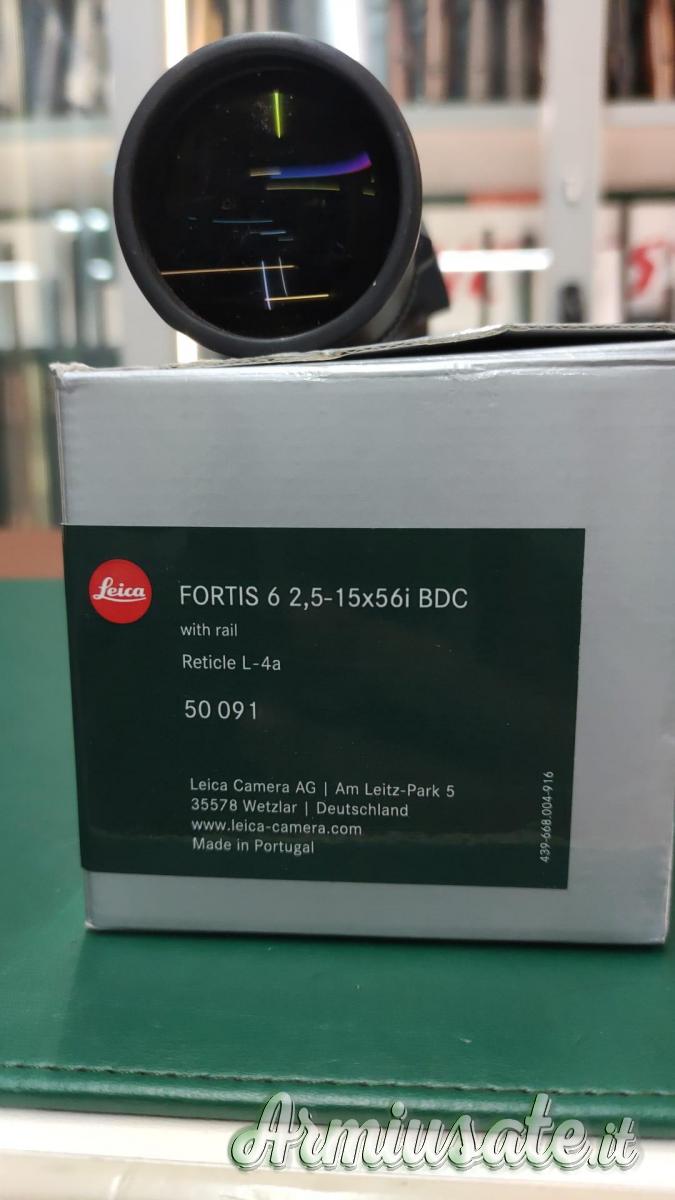 Leica
FORTIS 6 2,5-15x56i BDC
with rail
Reticle L-4a
50 091
Leica Camera AG | Am Leitz-Park 5
35578 Wetzlar | Deutschland
www.leica-camera.com
Made in Portugal
439-668.004-916
Armiusate.it